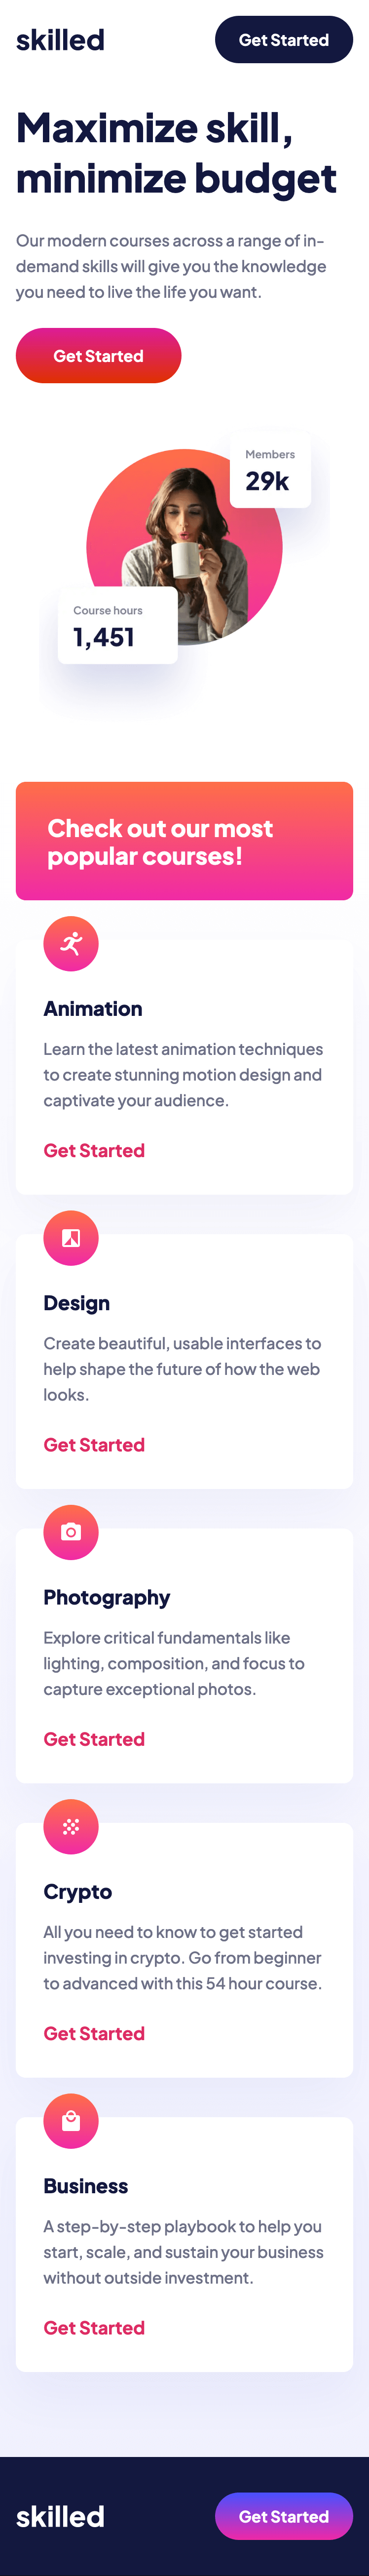 skilled
Get Started
Maximize skill,
minimize budget
Our modern courses across a range of in-
demand skills will give you the knowledge
you need to live the life you want.
Get Started
Members
29k
Course hours
1,451
Check out our most
popular courses!
Animation
Learn the latest animation techniques
to create stunning motion design and
captivate your audience.
Get Started
Design
Create beautiful, usable interfaces to
help shape the future of how the web
looks.
Get Started
Photography
Explore critical fundamentals like
lighting, composition, and focus to
capture exceptional photos.
Get Started
Crypto
All you need to know to get started
investing in crypto. Go from beginner
to advanced with this 54 hour course.
Get Started
Business
A step-by-step playbook to help you
start, scale, and sustain your business
without outside investment.
Get Started
skilled
Get Started